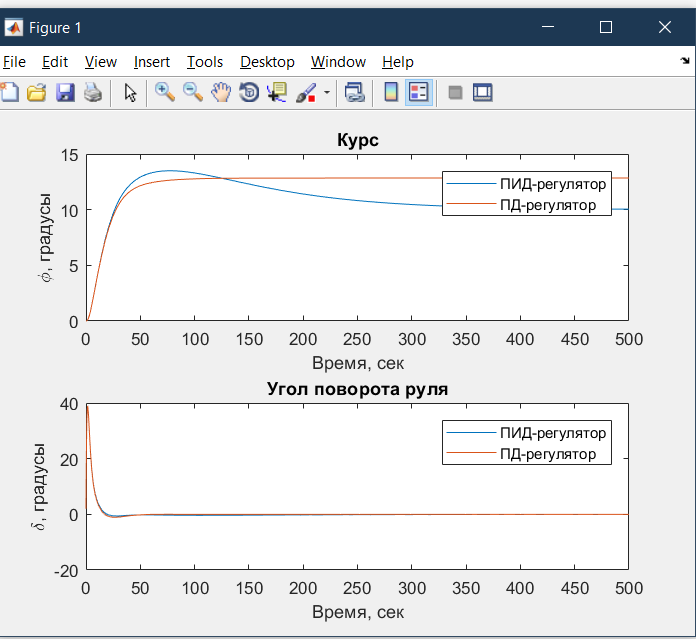 Figure 1
File Edit View Insert Tools Desktop Window Help
Курс
15
10
5
0
ϕ, градусы
ПИД-регулятор
ПД-регулятор
0 50 100 150 200 250 300 350 400 450 500
Время, сек
Угол поворота руля
40
20
0
-20
δ, градусы
ПИД-регулятор
ПД-регулятор
0 50 100 150 200 250 300 350 400 450 500
Время, сек